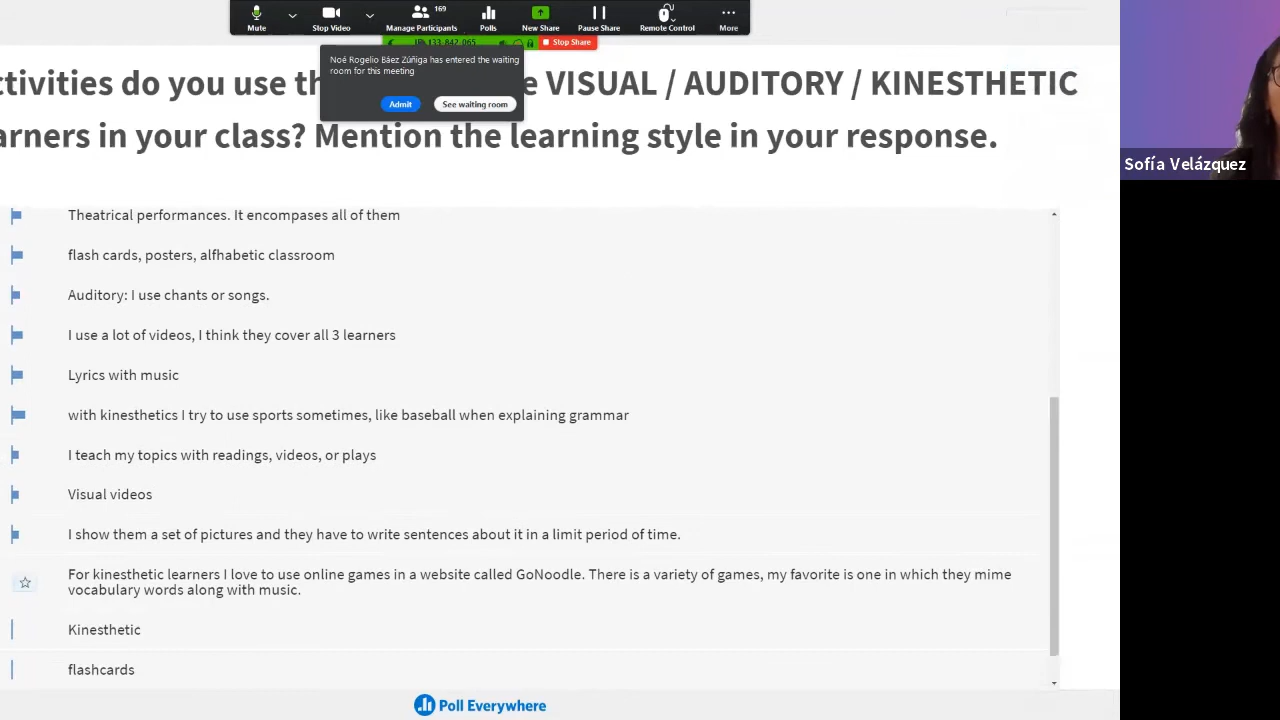 169
Mute
Stop Video
Manage Participants
Polls
New Share
Pause Share
Remote Control
More
ID: 133-842-065
Stop Share
Noé Rogelio Báez Zúñiga has entered the waiting
room for this meeting
Admit
See waiting room
ctivities do you use th e VISUAL / AUDITORY / KINESTHETIC
arners in your class? Mention the learning style in your response.
Sofía Velázquez
Theatrical performances. It encompases all of them
flash cards, posters, alfhabetic classroom
Auditory: I use chants or songs.
I use a lot of videos, I think they cover all 3 learners
Lyrics with music
with kinesthetics I try to use sports sometimes, like baseball when explaining grammar
I teach my topics with readings, videos, or plays
Visual videos
I show them a set of pictures and they have to write sentences about it in a limit period of time.
For kinesthetic learners I love to use online games in a website called GoNoodle. There is a variety of games, my favorite is one in which they mime
vocabulary words along with music.
Kinesthetic
flashcards
Poll Everywhere